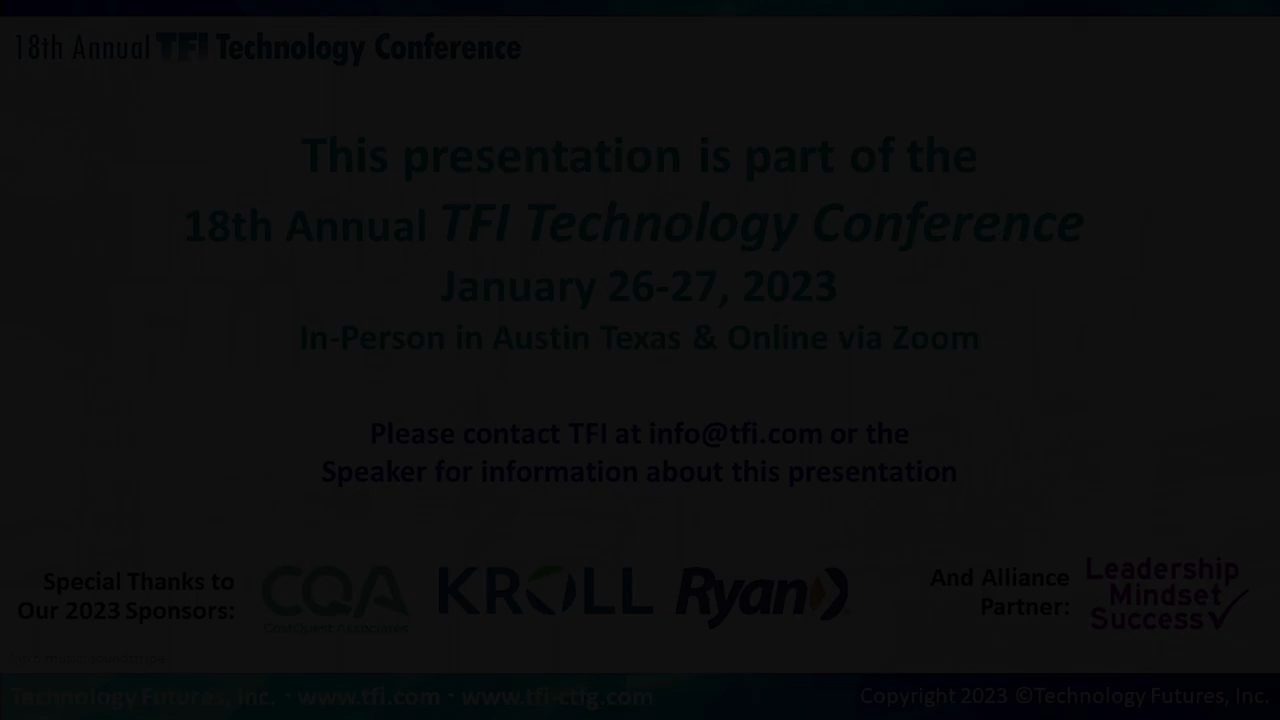 18th Annual TFI Technology Conference
This presentation is part of the
18th Annual TFI Technology Conference
January 26-27, 2023
In-Person in Austin Texas & Online via Zoom
Please contact TFI at info@tfi.com or the
Speaker for information about this presentation
Special Thanks to
Our 2023 Sponsors:
CQA
CostQuest Associates
KROLL
Ryan
And Alliance
Partner:
Leadership
Mindset
Success
Technology Futures, Inc. - www.tfi.com - www.tfi-cttg.com
Copyright 2023 ©Technology Futures, Inc.